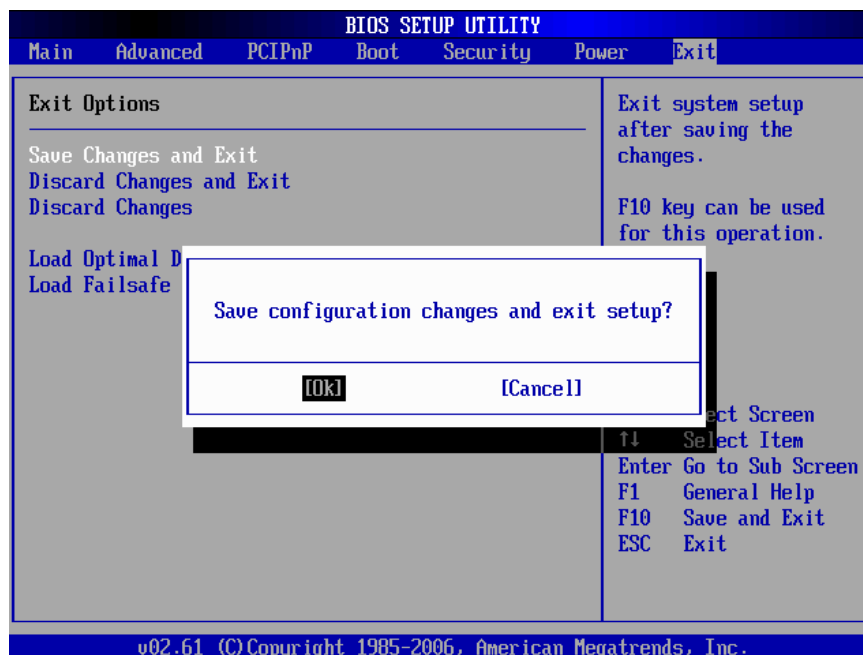 BIOS SETUP UTILITY
Main Advanced PCIPnP Boot Security Power Exit
Exit Options
Save Changes and Exit
Discard Changes and Exit
Discard Changes
Load Optimal D
Load Failsafe
Exit system setup
after saving the
changes.
F10 key can be used
for this operation.
Save configuration changes and exit setup?
[Ok] [Cancel]
ect Screen
↑↓ Select Item
Enter Go to Sub Screen
F1 General Help
F10 Save and Exit
ESC Exit
v02.61 (C)Copyright 1985-2006, American Megatrends, Inc.